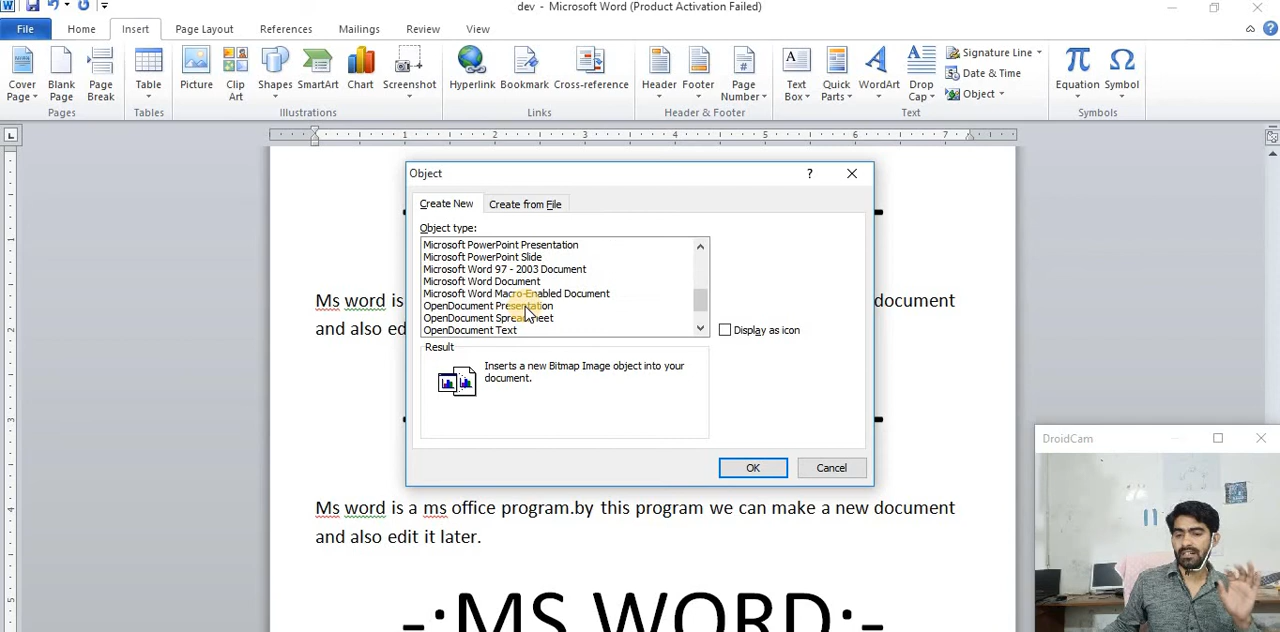 dev - Microsoft Word (Product Activation Failed)
File Home Insert Page Layout References Mailings Review View
Cover Page Blank Page Page Break Table Picture Clip Art Shapes SmartArt Chart Screenshot Hyperlink Bookmark Cross-reference Header Footer Page Number Text Box Quick Parts WordArt Drop Cap Signature Line Date & Time Object Equation Symbol
Pages Tables Illustrations Links Header & Footer Text Symbols
1 2 3 4 5 6 7
Object
Create New Create from File
Object type:
Microsoft PowerPoint Presentation
Microsoft PowerPoint Slide
Microsoft Word 97 - 2003 Document
Microsoft Word Document
Microsoft Word Macro-Enabled Document
OpenDocument Presentation
OpenDocument Spreadsheet
OpenDocument Text
Display as icon
Result
Inserts a new Bitmap Image object into your
document.
OK Cancel
Ms word is document
and also ed
Ms word is a ms office program.by this program we can make a new document
and also edit it later.
-:MS WORD:-
DroidCam